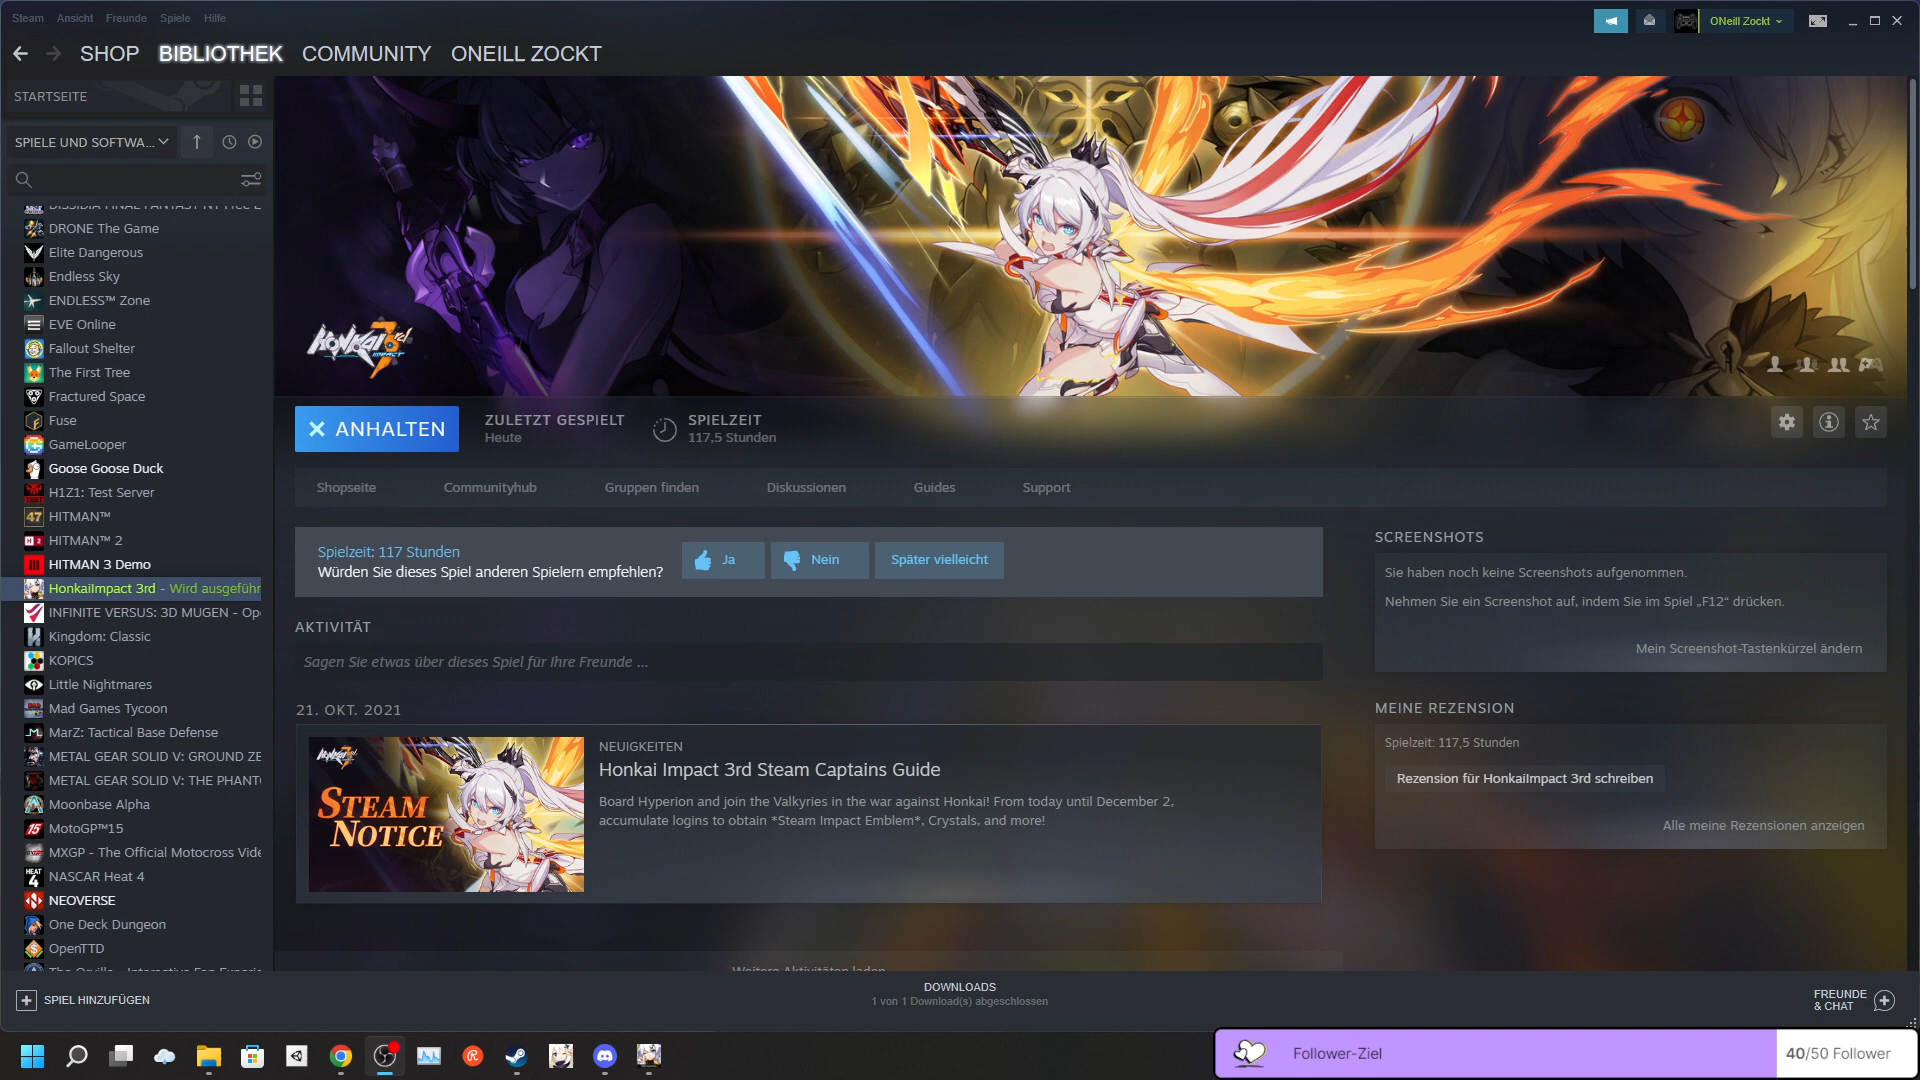 Steam Ansicht Freunde Spiele Hilfe
ONeill Zockt
SHOP BIBLIOTHEK COMMUNITY ONEILL ZOCKT
STARTSEITE
SPIELE UND SOFTWA...
DRONE The Game
Elite Dangerous
Endless Sky
ENDLESS™ Zone
EVE Online
Fallout Shelter
The First Tree
Fractured Space
Fuse
GameLooper
Goose Goose Duck
H1Z1: Test Server
HITMAN™
HITMAN™ 2
HITMAN 3 Demo
HonkaiImpact 3rd - Wird ausgeführ
INFINITE VERSUS: 3D MUGEN - Op
Kingdom: Classic
KOPICS
Little Nightmares
Mad Games Tycoon
MarZ: Tactical Base Defense
METAL GEAR SOLID V: GROUND ZE
METAL GEAR SOLID V: THE PHANT
Moonbase Alpha
MotoGP™15
MXGP - The Official Motocross Vide
NASCAR Heat 4
NEOVERSE
One Deck Dungeon
OpenTTD
SPIEL HINZUFÜGEN
HONKAI 3rd
IMPACT
ANHALTEN
ZULETZT GESPIELT
Heute
SPIELZEIT
117,5 Stunden
Shopseite Communityhub Gruppen finden Diskussionen Guides Support
Spielzeit: 117 Stunden
Würden Sie dieses Spiel anderen Spielern empfehlen?
Ja Nein Später vielleicht
AKTIVITÄT
Sagen Sie etwas über dieses Spiel für Ihre Freunde ...
21. OKT. 2021
STEAM
NOTICE
NEUIGKEITEN
Honkai Impact 3rd Steam Captains Guide
Board Hyperion and join the Valkyries in the war against Honkai! From today until December 2,
accumulate logins to obtain *Steam Impact Emblem*, Crystals, and more!
Weitere Aktivitäten laden
SCREENSHOTS
Sie haben noch keine Screenshots aufgenommen.
Nehmen Sie ein Screenshot auf, indem Sie im Spiel „F12“ drücken.
Mein Screenshot-Tastenkürzel ändern
MEINE REZENSION
Spielzeit: 117,5 Stunden
Rezension für HonkaiImpact 3rd schreiben
Alle meine Rezensionen anzeigen
DOWNLOADS
1 von 1 Download(s) abgeschlossen
FREUNDE
& CHAT
Follower-Ziel
40/50 Follower